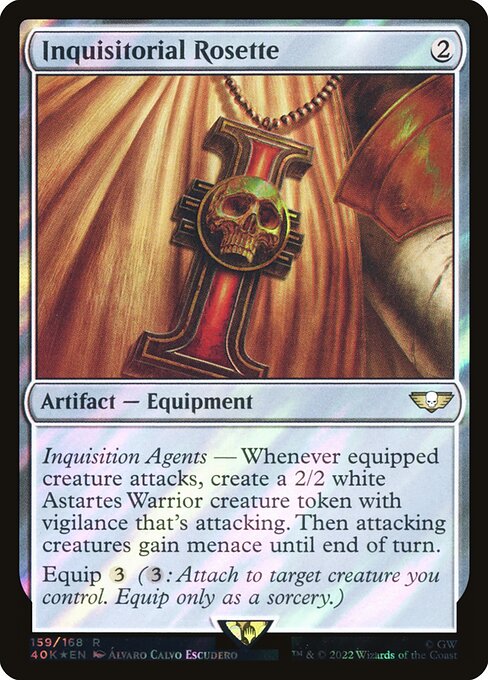 Inquisitorial Rosette 2
Artifact — Equipment
Inquisition Agents — Whenever equipped
creature attacks, create a 2/2 white
Astartes Warrior creature token with
vigilance that's attacking. Then attacking
creatures gain menace until end of turn.
Equip 3 (3: Attach to target creature you
control. Equip only as a sorcery.)
159/168 R © GW
40K★EN Álvaro Calvo Escudero ™ & © 2022 Wizards of the Coast